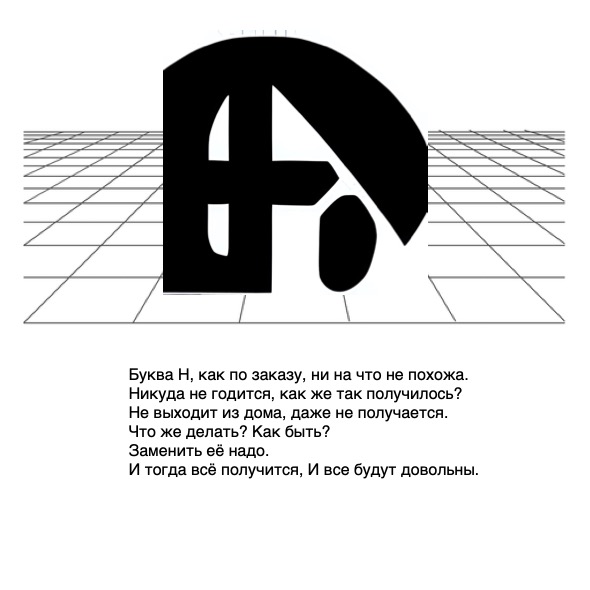 Буква Н, как по заказу, ни на что не похожа.
Никуда не годится, как же так получилось?
Не выходит из дома, даже не получается.
Что же делать? Как быть?
Заменить её надо.
И тогда всё получится, И все будут довольны.